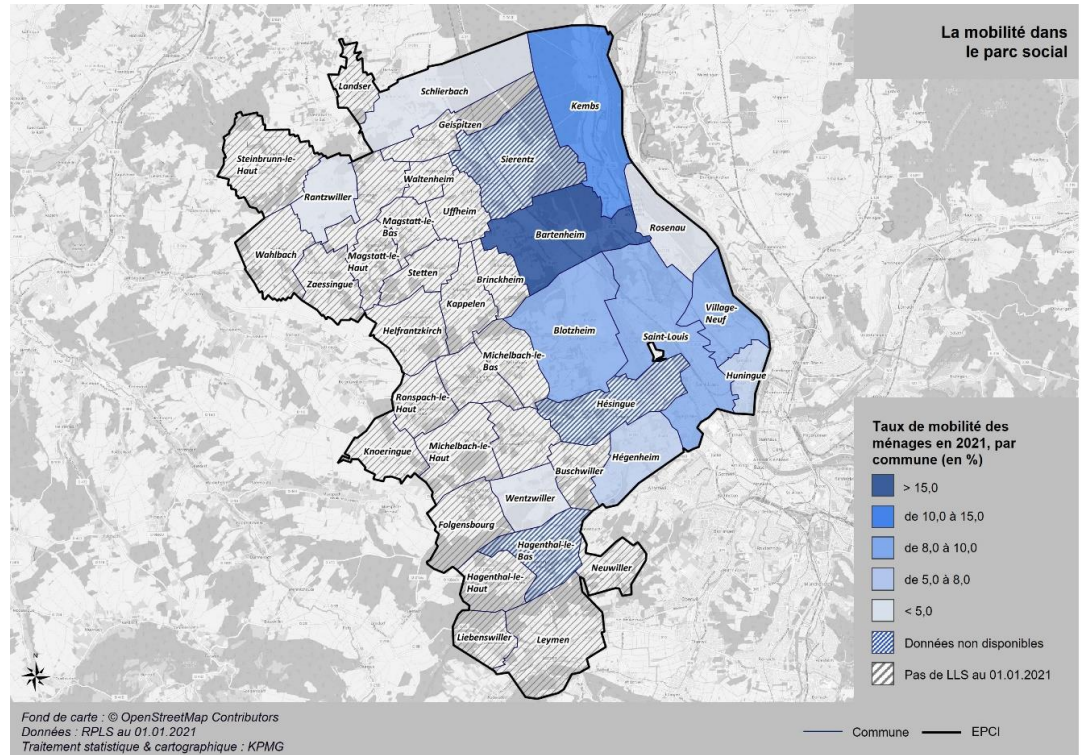 La mobilité dans
le parc social
Landser
Schlierbach
Kembs
Geispitzen
Sierentz
Steinbrunn-le-
Haut
Waltenheim
Rantzwiller
Uffheim
Magstatt-le-
Bas
Bartenheim
Rosenau
Wahlbach
Magstatt-le-
Haut
Stetten
Zaessingue
Brinckheim
Kappelen
Village-
Neuf
Helfrantzkirch
Blotzheim
Saint-Louis
Michelbach-le-
Bas
Huningue
Ranspach-le-
Haut
Hésingue
Knoeringue
Michelbach-le-
Haut
Hégenheim
Buschwiller
Wentzwiller
Folgensbourg
Hagenthal-le-
Bas
Neuwiller
Hagenthal-le-
Haut
Liebenswiller
Leymen
Taux de mobilité des
ménages en 2021, par
commune (en %)
> 15,0
de 10,0 à 15,0
de 8,0 à 10,0
de 5,0 à 8,0
< 5,0
Données non disponibles
Pas de LLS au 01.01.2021
Fond de carte : © OpenStreetMap Contributors
Données : RPLS au 01.01.2021
Traitement statistique & cartographique : KPMG
Commune
EPCI